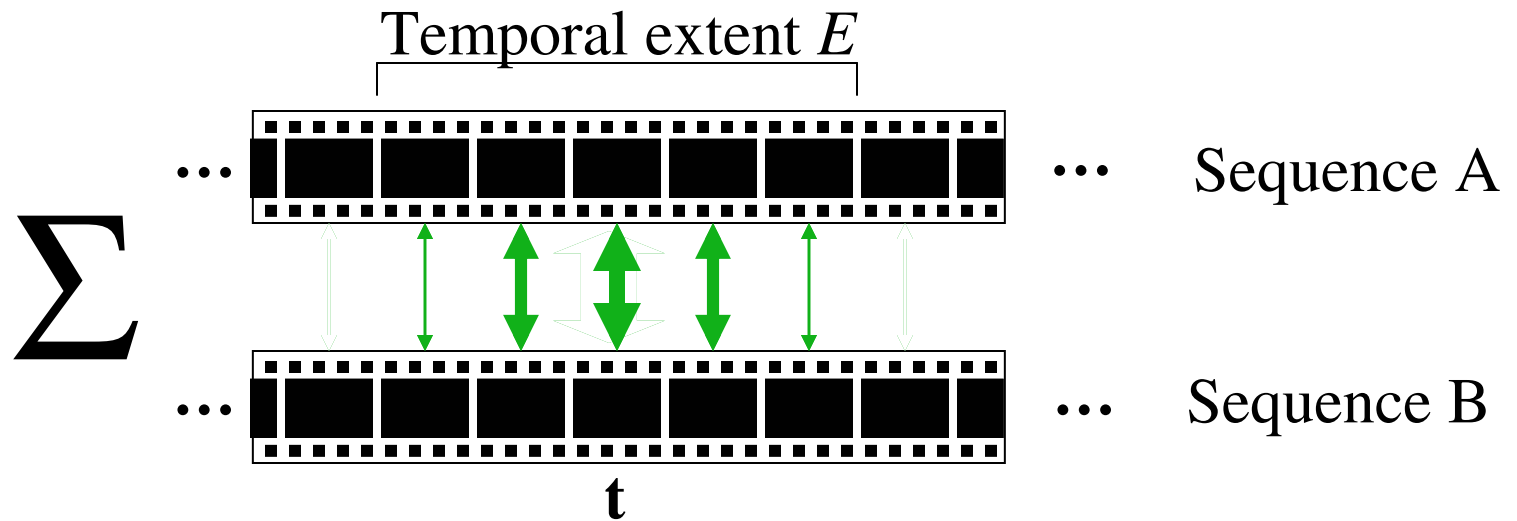 Temporal extent E
... ... Sequence A
Σ
... ... Sequence B
t